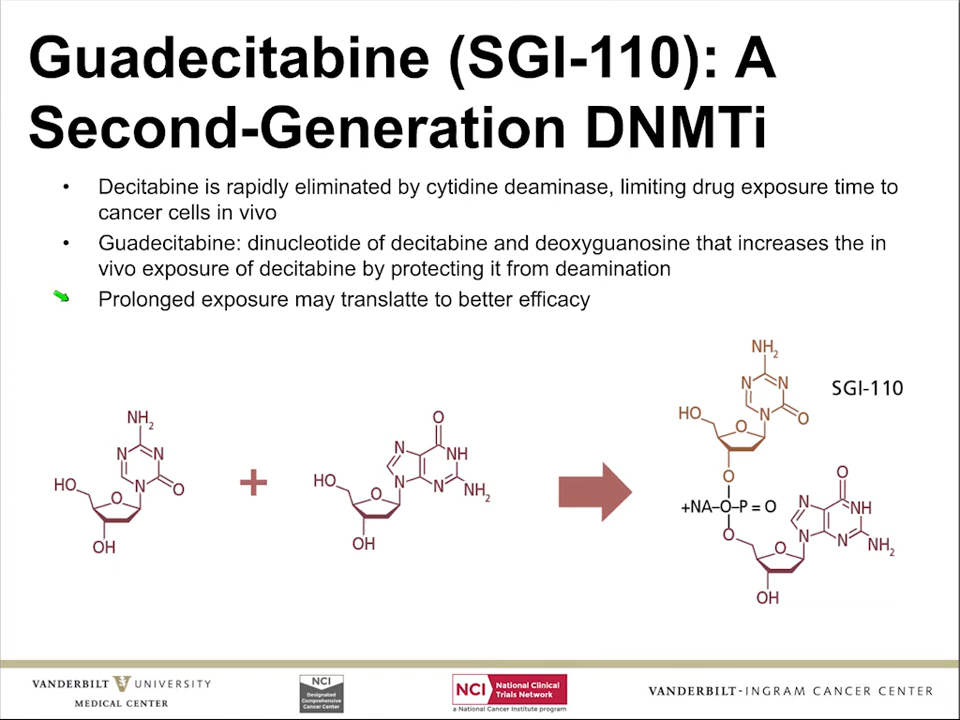 Guadecitabine (SGI-110): A
Second-Generation DNMTi
• Decitabine is rapidly eliminated by cytidine deaminase, limiting drug exposure time to
cancer cells in vivo
• Guadecitabine: dinucleotide of decitabine and deoxyguanosine that increases the in
vivo exposure of decitabine by protecting it from deamination
Prolonged exposure may translatte to better efficacy
NH2
N N
HO O N O
OH
+
O
N NH
HO O N N NH2
OH
SGI-110
NH2
N N
HO O N O
O
+NA–O–P = O
O
O
N NH
O N N NH2
OH
VANDERBILT V UNIVERSITY
MEDICAL CENTER
NCI
Designated
Comprehensive
Cancer Center
NCI National Clinical
Trials Network
a National Cancer Institute program
VANDERBILT-INGRAM CANCER CENTER